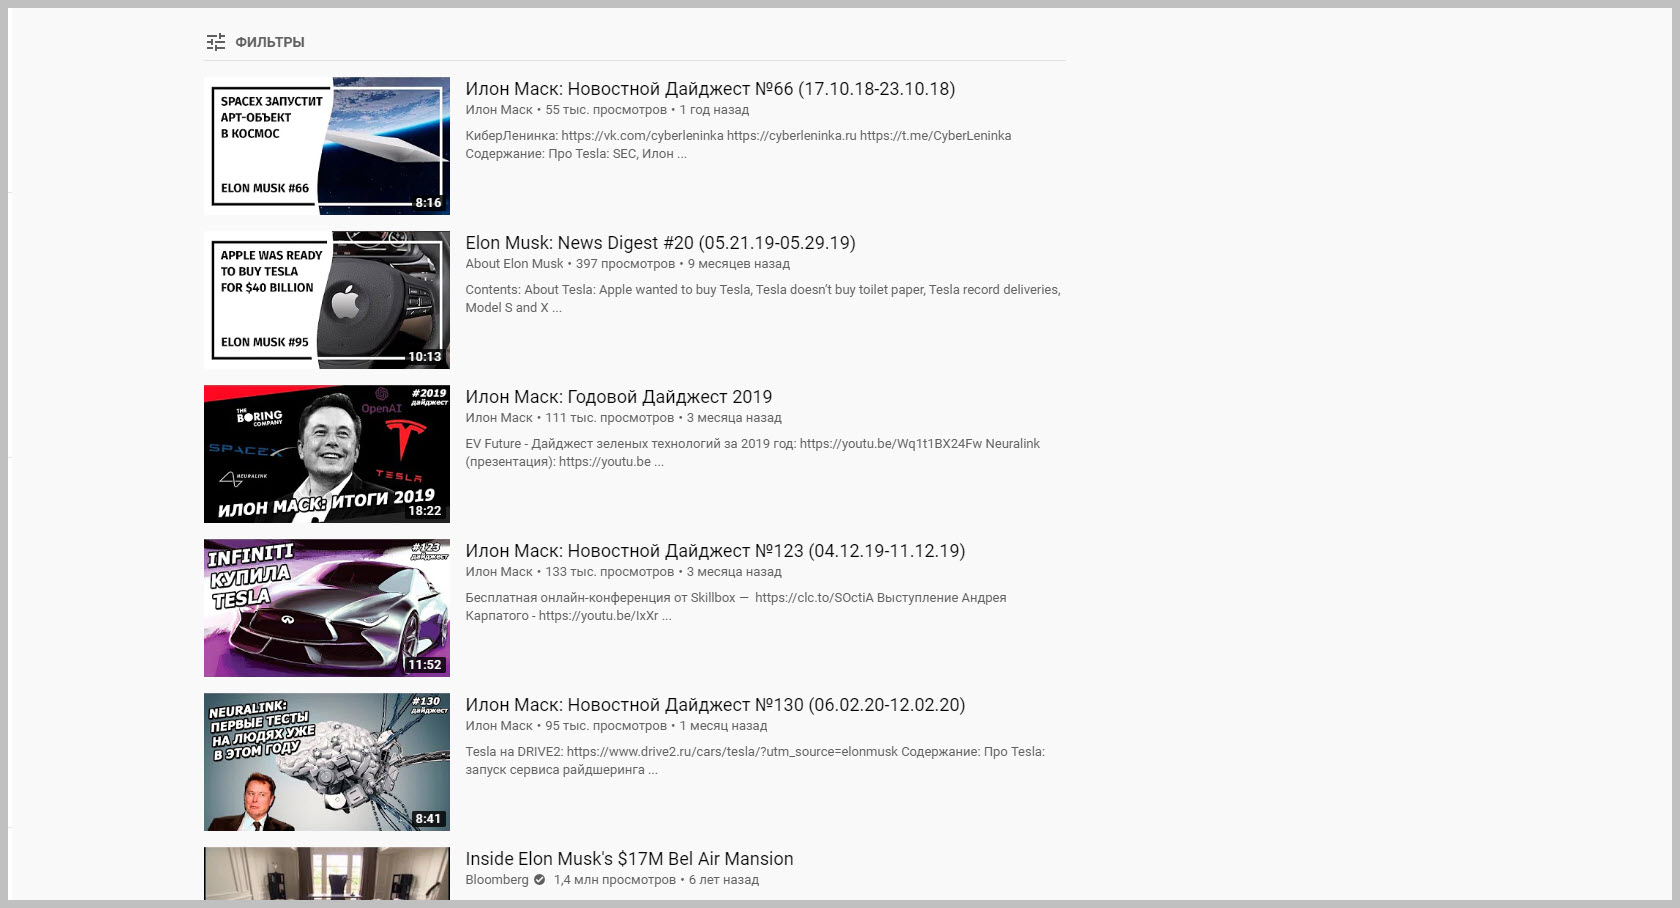 ФИЛЬТРЫ
SPACEX ЗАПУСТИТ
АРТ-ОБЪЕКТ
В КОСМОС
ELON MUSK #66
8:16
Илон Маск: Новостной Дайджест №66 (17.10.18-23.10.18)
Илон Маск • 55 тыс. просмотров • 1 год назад
КиберЛенинка: https://vk.com/cyberleninka https://cyberleninka.ru https://t.me/CyberLeninka
Содержание: Про Tesla: SEC, Илон ...
APPLE WAS READY
TO BUY TESLA
FOR $40 BILLION
ELON MUSK #95
10:13
Elon Musk: News Digest #20 (05.21.19-05.29.19)
About Elon Musk • 397 просмотров • 9 месяцев назад
Contents: About Tesla: Apple wanted to buy Tesla, Tesla doesn’t buy toilet paper, Tesla record deliveries,
Model S and X ...
#2019
дайджест
OpenAI
THE
BORING
COMPANY
SPACEX
NEURALINK
TESLA
ИЛОН МАСК: ИТОГИ 2019
18:22
Илон Маск: Годовой Дайджест 2019
Илон Маск • 111 тыс. просмотров • 3 месяца назад
EV Future - Дайджест зеленых технологий за 2019 год: https://youtu.be/Wq1t1BX24Fw Neuralink
(презентация): https://youtu.be ...
INFINITI
КУПИЛА
TESLA
#123
дайджест
11:52
Илон Маск: Новостной Дайджест №123 (04.12.19-11.12.19)
Илон Маск • 133 тыс. просмотров • 3 месяца назад
Бесплатная онлайн-конференция от Skillbox — https://clc.to/SOctiA Выступление Андрея
Карпатого - https://youtu.be/IxXr ...
NEURALINK:
ПЕРВЫЕ ТЕСТЫ
НА ЛЮДЯХ УЖЕ
В ЭТОМ ГОДУ
#130
дайджест
8:41
Илон Маск: Новостной Дайджест №130 (06.02.20-12.02.20)
Илон Маск • 95 тыс. просмотров • 1 месяц назад
Tesla на DRIVE2: https://www.drive2.ru/cars/tesla/?utm_source=elonmusk Содержание: Про Tesla:
запуск сервиса райдшеринга ...
Inside Elon Musk's $17M Bel Air Mansion
Bloomberg 1,4 млн просмотров • 6 лет назад